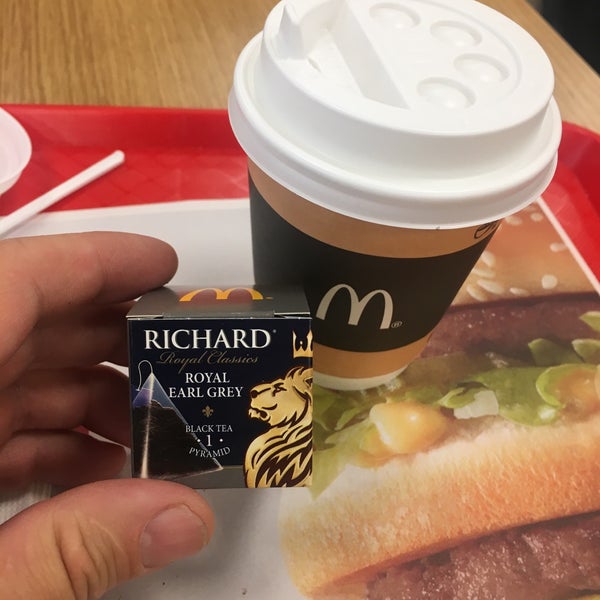 RICHARD®
Royal Classics
ROYAL
EARL GREY
BLACK TEA
· 1 ·
PYRAMID